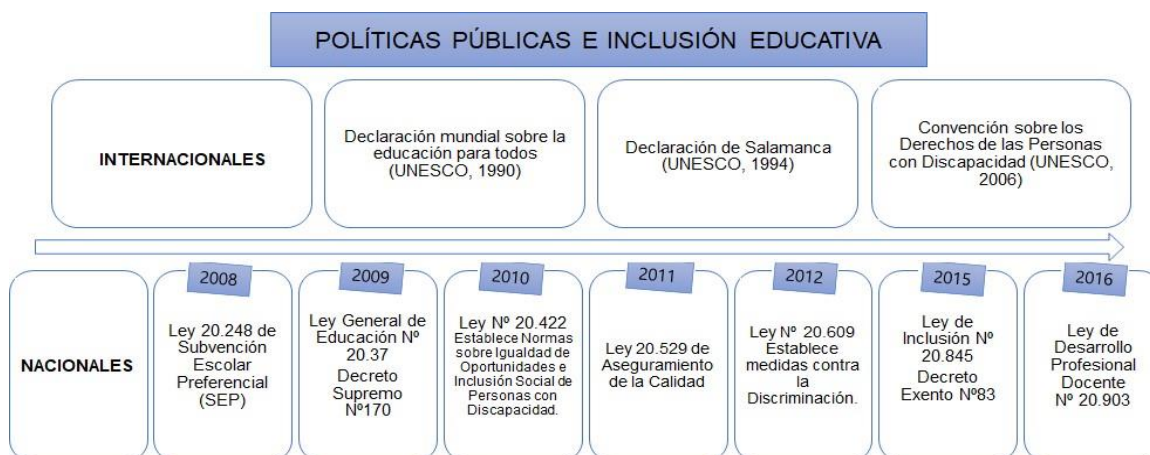 POLÍTICAS PÚBLICAS E INCLUSIÓN EDUCATIVA
INTERNACIONALES
Declaración mundial sobre la
educación para todos
(UNESCO, 1990)
Declaración de Salamanca
(UNESCO, 1994)
Convención sobre los
Derechos de las Personas
con Discapacidad (UNESCO,
2006)
NACIONALES
2008
Ley 20.248 de
Subvención
Escolar
Preferencial
(SEP)
2009
Ley General de
Educación Nº
20.37
Decreto
Supremo
Nº170
2010
Ley Nº 20.422
Establece Normas
sobre Igualdad de
Oportunidades e
Inclusión Social de
Personas con
Discapacidad.
2011
Ley 20.529 de
Aseguramiento
de la Calidad
2012
Ley Nº 20.609
Establece
medidas contra
la
Discriminación.
2015
Ley de
Inclusión Nº
20.845
Decreto
Exento Nº83
2016
Ley de
Desarrollo
Profesional
Docente
Nº 20.903